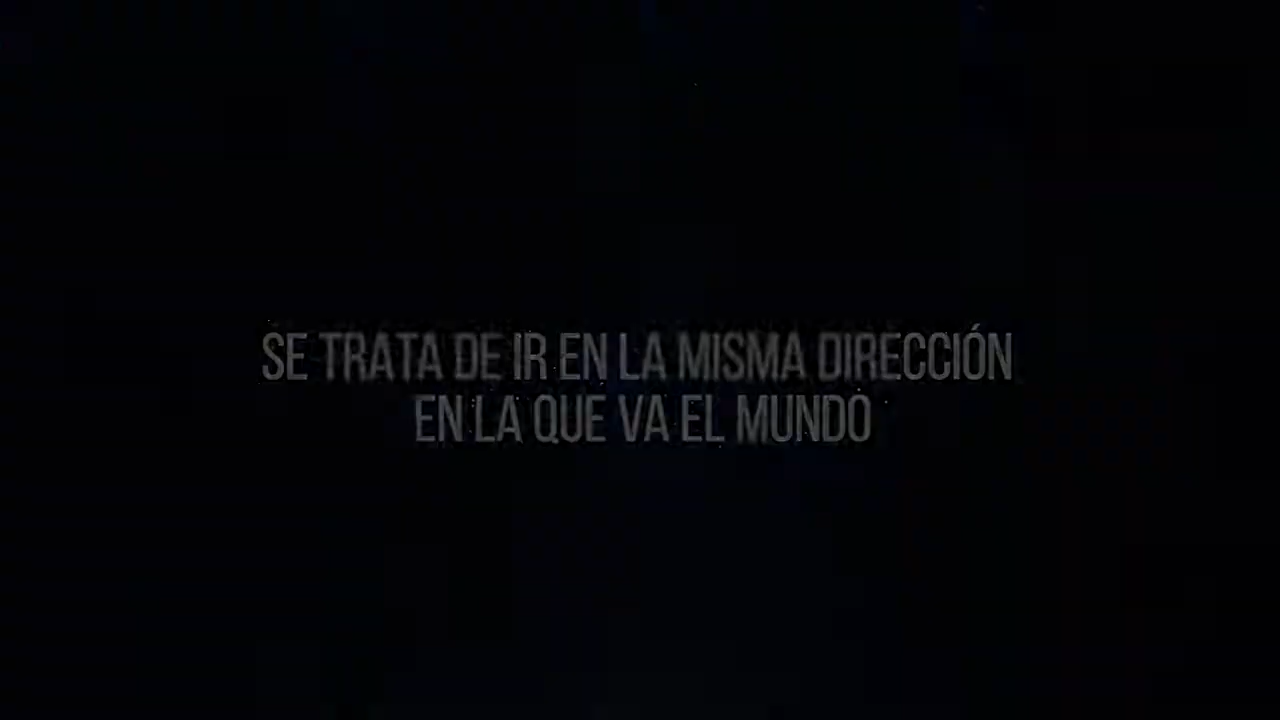 SE TRATA DE IR EN LA MISMA DIRECCIÓN
EN LA QUE VA EL MUNDO